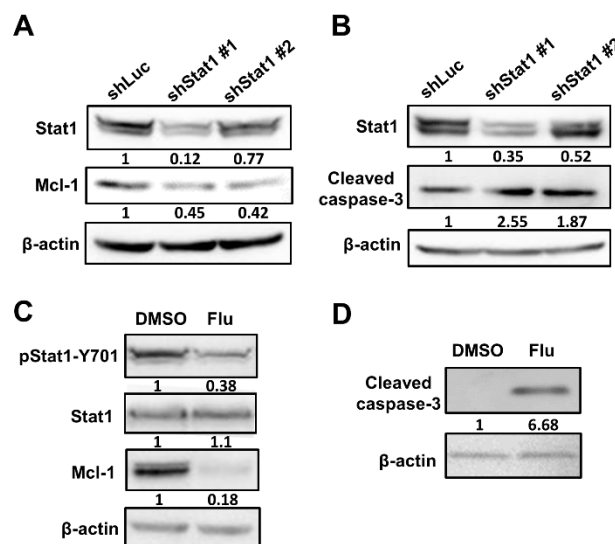 A
shLuc shStat1 #1 shStat1 #2
Stat1
1 0.12 0.77
Mcl-1
1 0.45 0.42
β-actin
B
shLuc shStat1 #1 shStat1 #2
Stat1
1 0.35 0.52
Cleaved
caspase-3
1 2.55 1.87
β-actin
C
DMSO Flu
pStat1-Y701
1 0.38
Stat1
1 1.1
Mcl-1
1 0.18
β-actin
D
DMSO Flu
Cleaved
caspase-3
1 6.68
β-actin